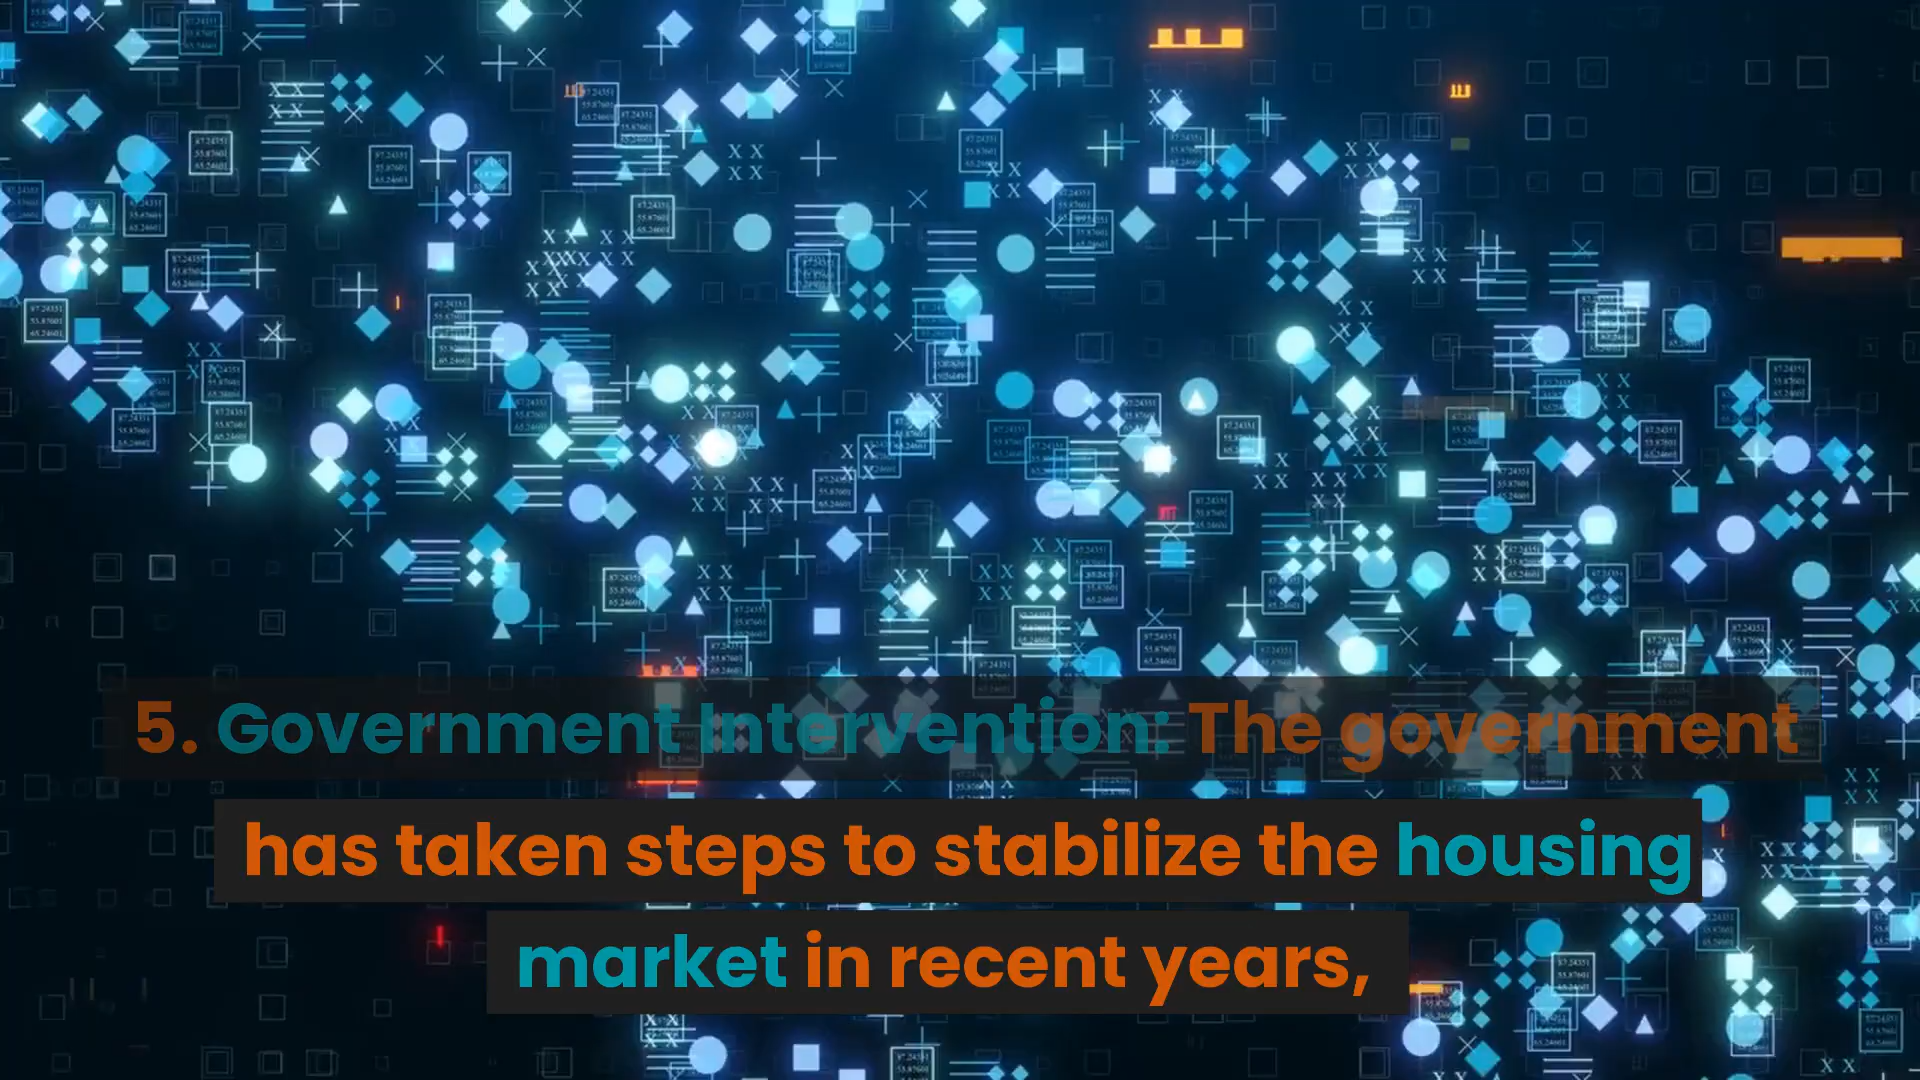 5. Government Intervention: The government
has taken steps to stabilize the housing
market in recent years,